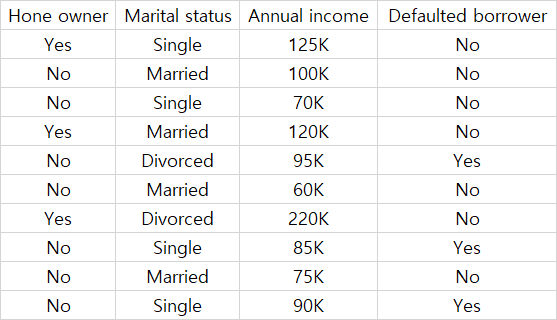 Hone owner Marital status Annual income Defaulted borrower
Yes Single 125K No
No Married 100K No
No Single 70K No
Yes Married 120K No
No Divorced 95K Yes
No Married 60K No
Yes Divorced 220K No
No Single 85K Yes
No Married 75K No
No Single 90K Yes